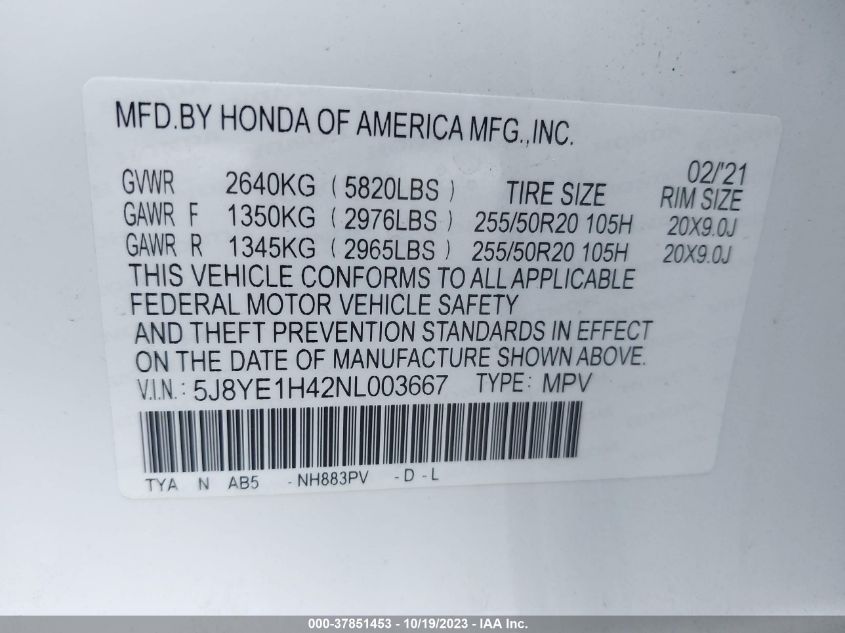 MFD.BY HONDA OF AMERICA MFG.,INC.
02/'21
GVWR 2640KG ( 5820LBS ) TIRE SIZE RIM SIZE
GAWR F 1350KG ( 2976LBS ) 255/50R20 105H 20X9.0J
GAWR R 1345KG ( 2965LBS ) 255/50R20 105H 20X9.0J
THIS VEHICLE CONFORMS TO ALL APPLICABLE
FEDERAL MOTOR VEHICLE SAFETY
AND THEFT PREVENTION STANDARDS IN EFFECT
ON THE DATE OF MANUFACTURE SHOWN ABOVE.
V.I.N.: 5J8YE1H42NL003667 TYPE: MPV
TYA N AB5 - NH883PV - D - L
000-37851453 - 10/19/2023 - IAA Inc.